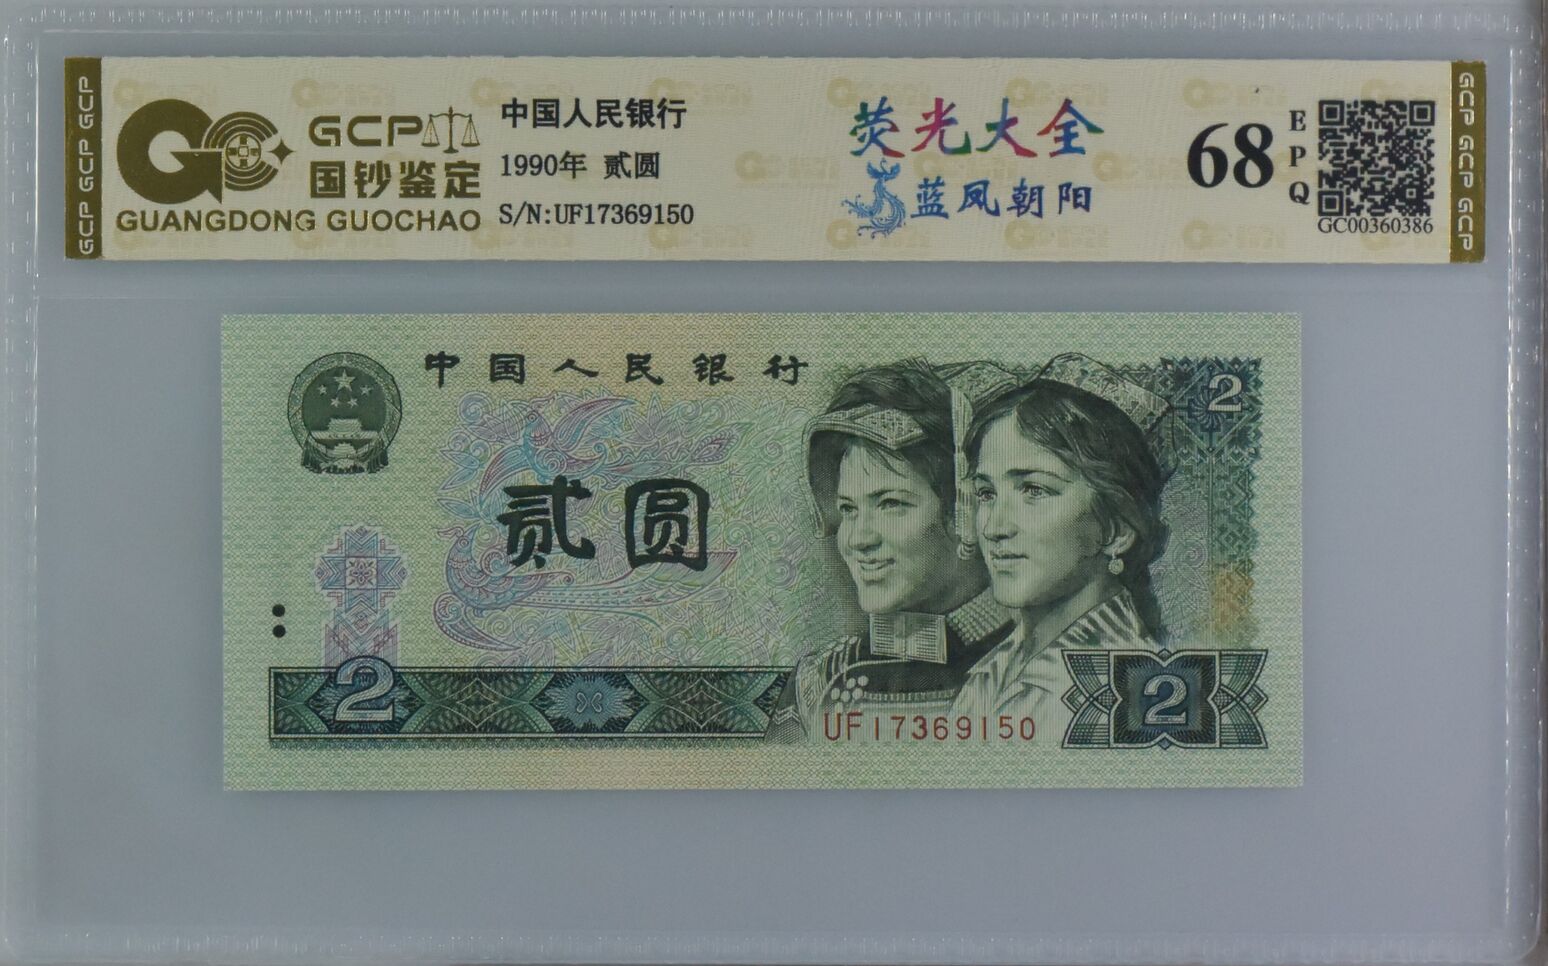 GCP GCP GCP
GCP
国钞鉴定
GUANGDONG GUOCHAO
中国人民银行
1990年 贰圆
S/N:UF17369150
荧光大全
蓝凤朝阳
68
EPQ
GC00360386
GCP GCP GCP
中国人民银行
2
贰圆
2
UF17369150
2